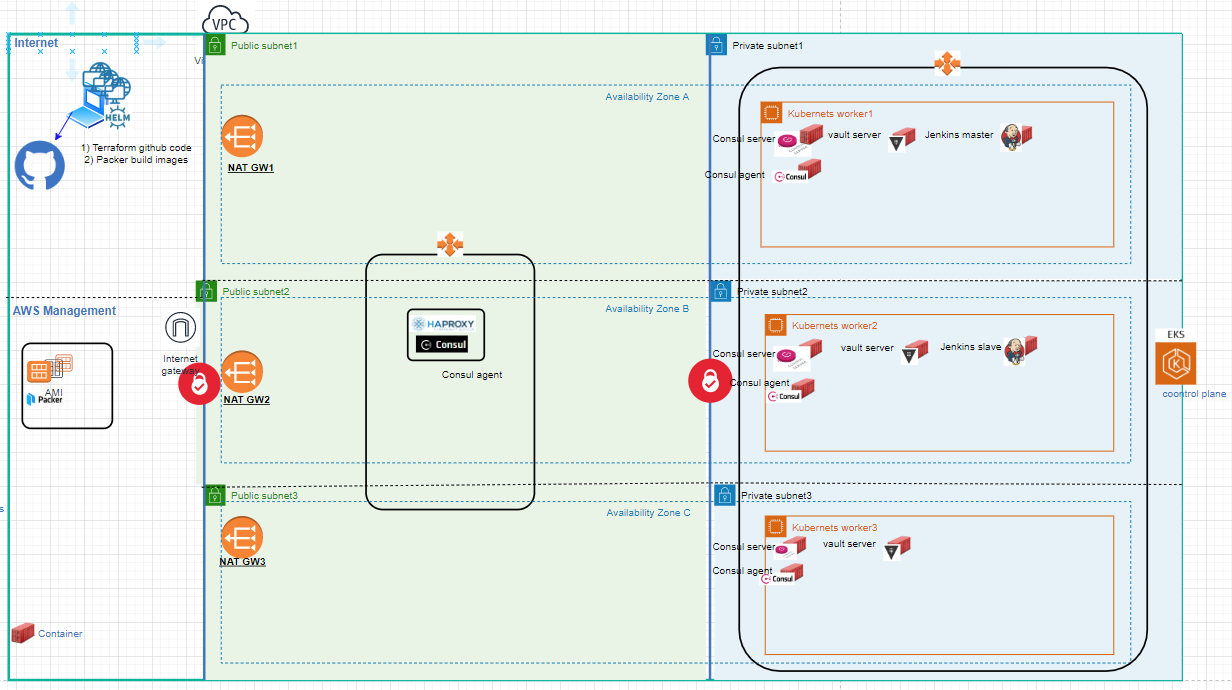 VPC
Internet
Public subnet1
Private subnet1
Vi
Availability Zone A
HELM
1) Terraform github code
2) Packer build images
NAT GW1
Kubernets worker1
Consul server
vault server
Jenkins master
Consul agent
Consul
Public subnet2
Private subnet2
AWS Management
Availability Zone B
HAPROXY
Consul
Consul agent
Internet
gateway
NAT GW2
AMI
Packer
Kubernets worker2
Consul server
vault server
Jenkins slave
Consul agent
Consul
EKS
coontrol plane
Public subnet3
Private subnet3
Availability Zone C
NAT GW3
Kubernets worker3
Consul server
vault server
Consul agent
Consul
s
Container